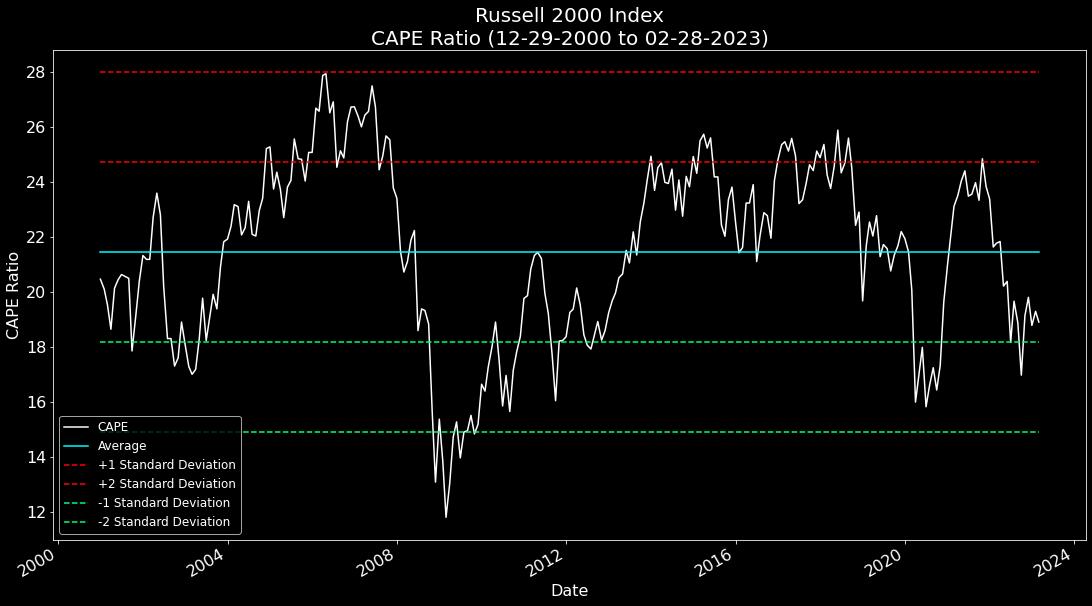 Russell 2000 Index
CAPE Ratio (12-29-2000 to 02-28-2023)
CAPE Ratio
28
26
24
22
20
18
16
14
12
CAPE
Average
+1 Standard Deviation
+2 Standard Deviation
-1 Standard Deviation
-2 Standard Deviation
2000
2004
2008
2012
2016
2020
2024
Date